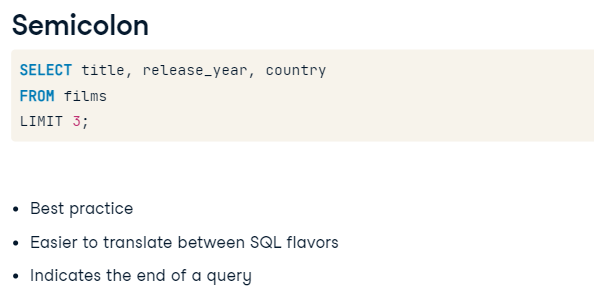 Semicolon
SELECT title, release_year, country
FROM films
LIMIT 3;
• Best practice
• Easier to translate between SQL flavors
• Indicates the end of a query